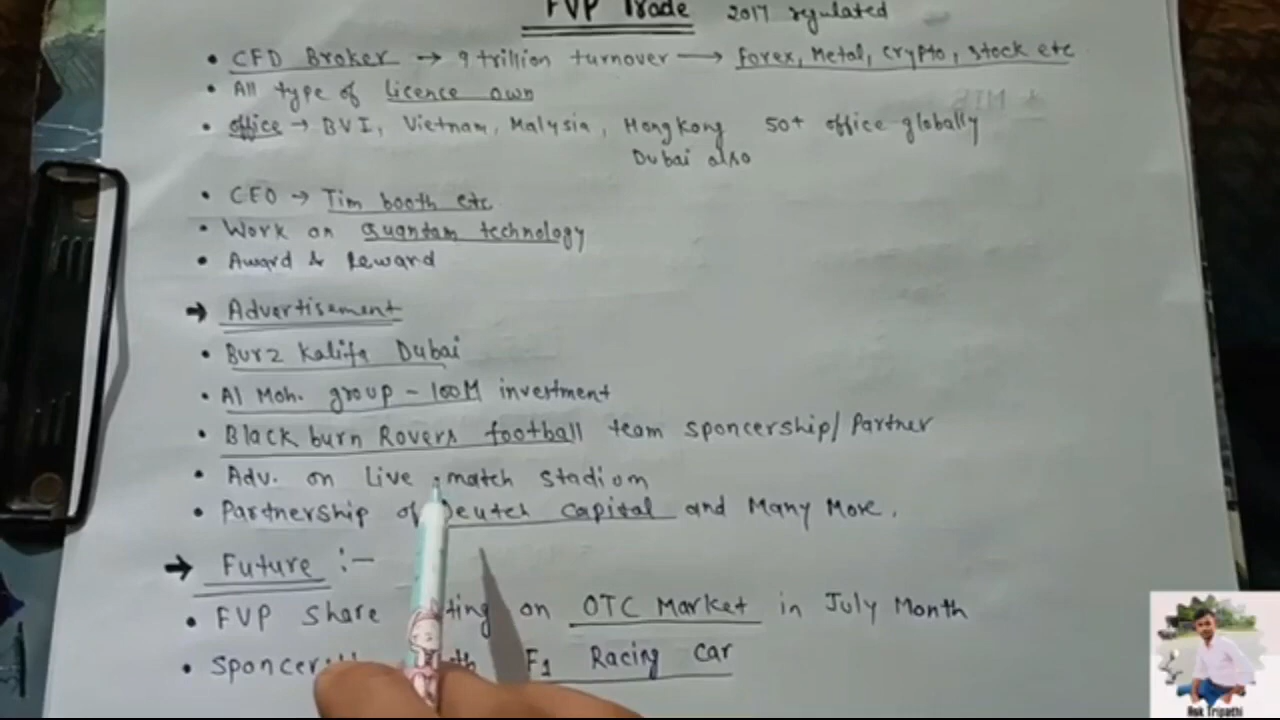 FVP Trade 2017 regulated
• CFD Broker → 9 trillion turnover → Forex, Metal, Crypto, Stock etc
• All type of Licence own
• office → BVI, Vietnam, Malysia, Hongkong 50+ office globally
Dubai also
• CEO → Tim booth etc
• Work on Quantam technology
• Award & Reward
→ Advertisement
• Burz Kalifa Dubai
• Al Moh. group - 100M investment
• Black burn Rovers football team sponcership/Partner
• Adv. on Live match Stadiom
• Partnership of Deutch capital and Many More.
→ Future :-
• FVP Share on OTC Market in July Month
• F1 Racing car
Ask Tripathi